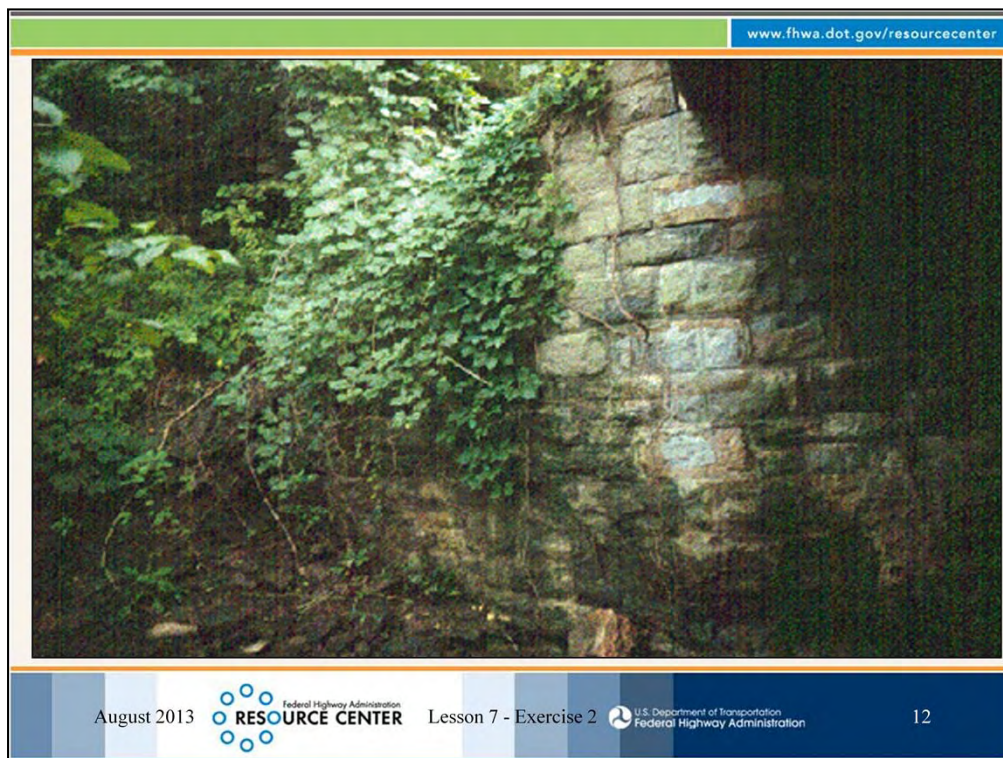 www.fhwa.dot.gov/resourcecenter
August 2013
Federal Highway Administration
RESOURCE CENTER
Lesson 7 - Exercise 2
U.S. Department of Transportation
Federal Highway Administration
12